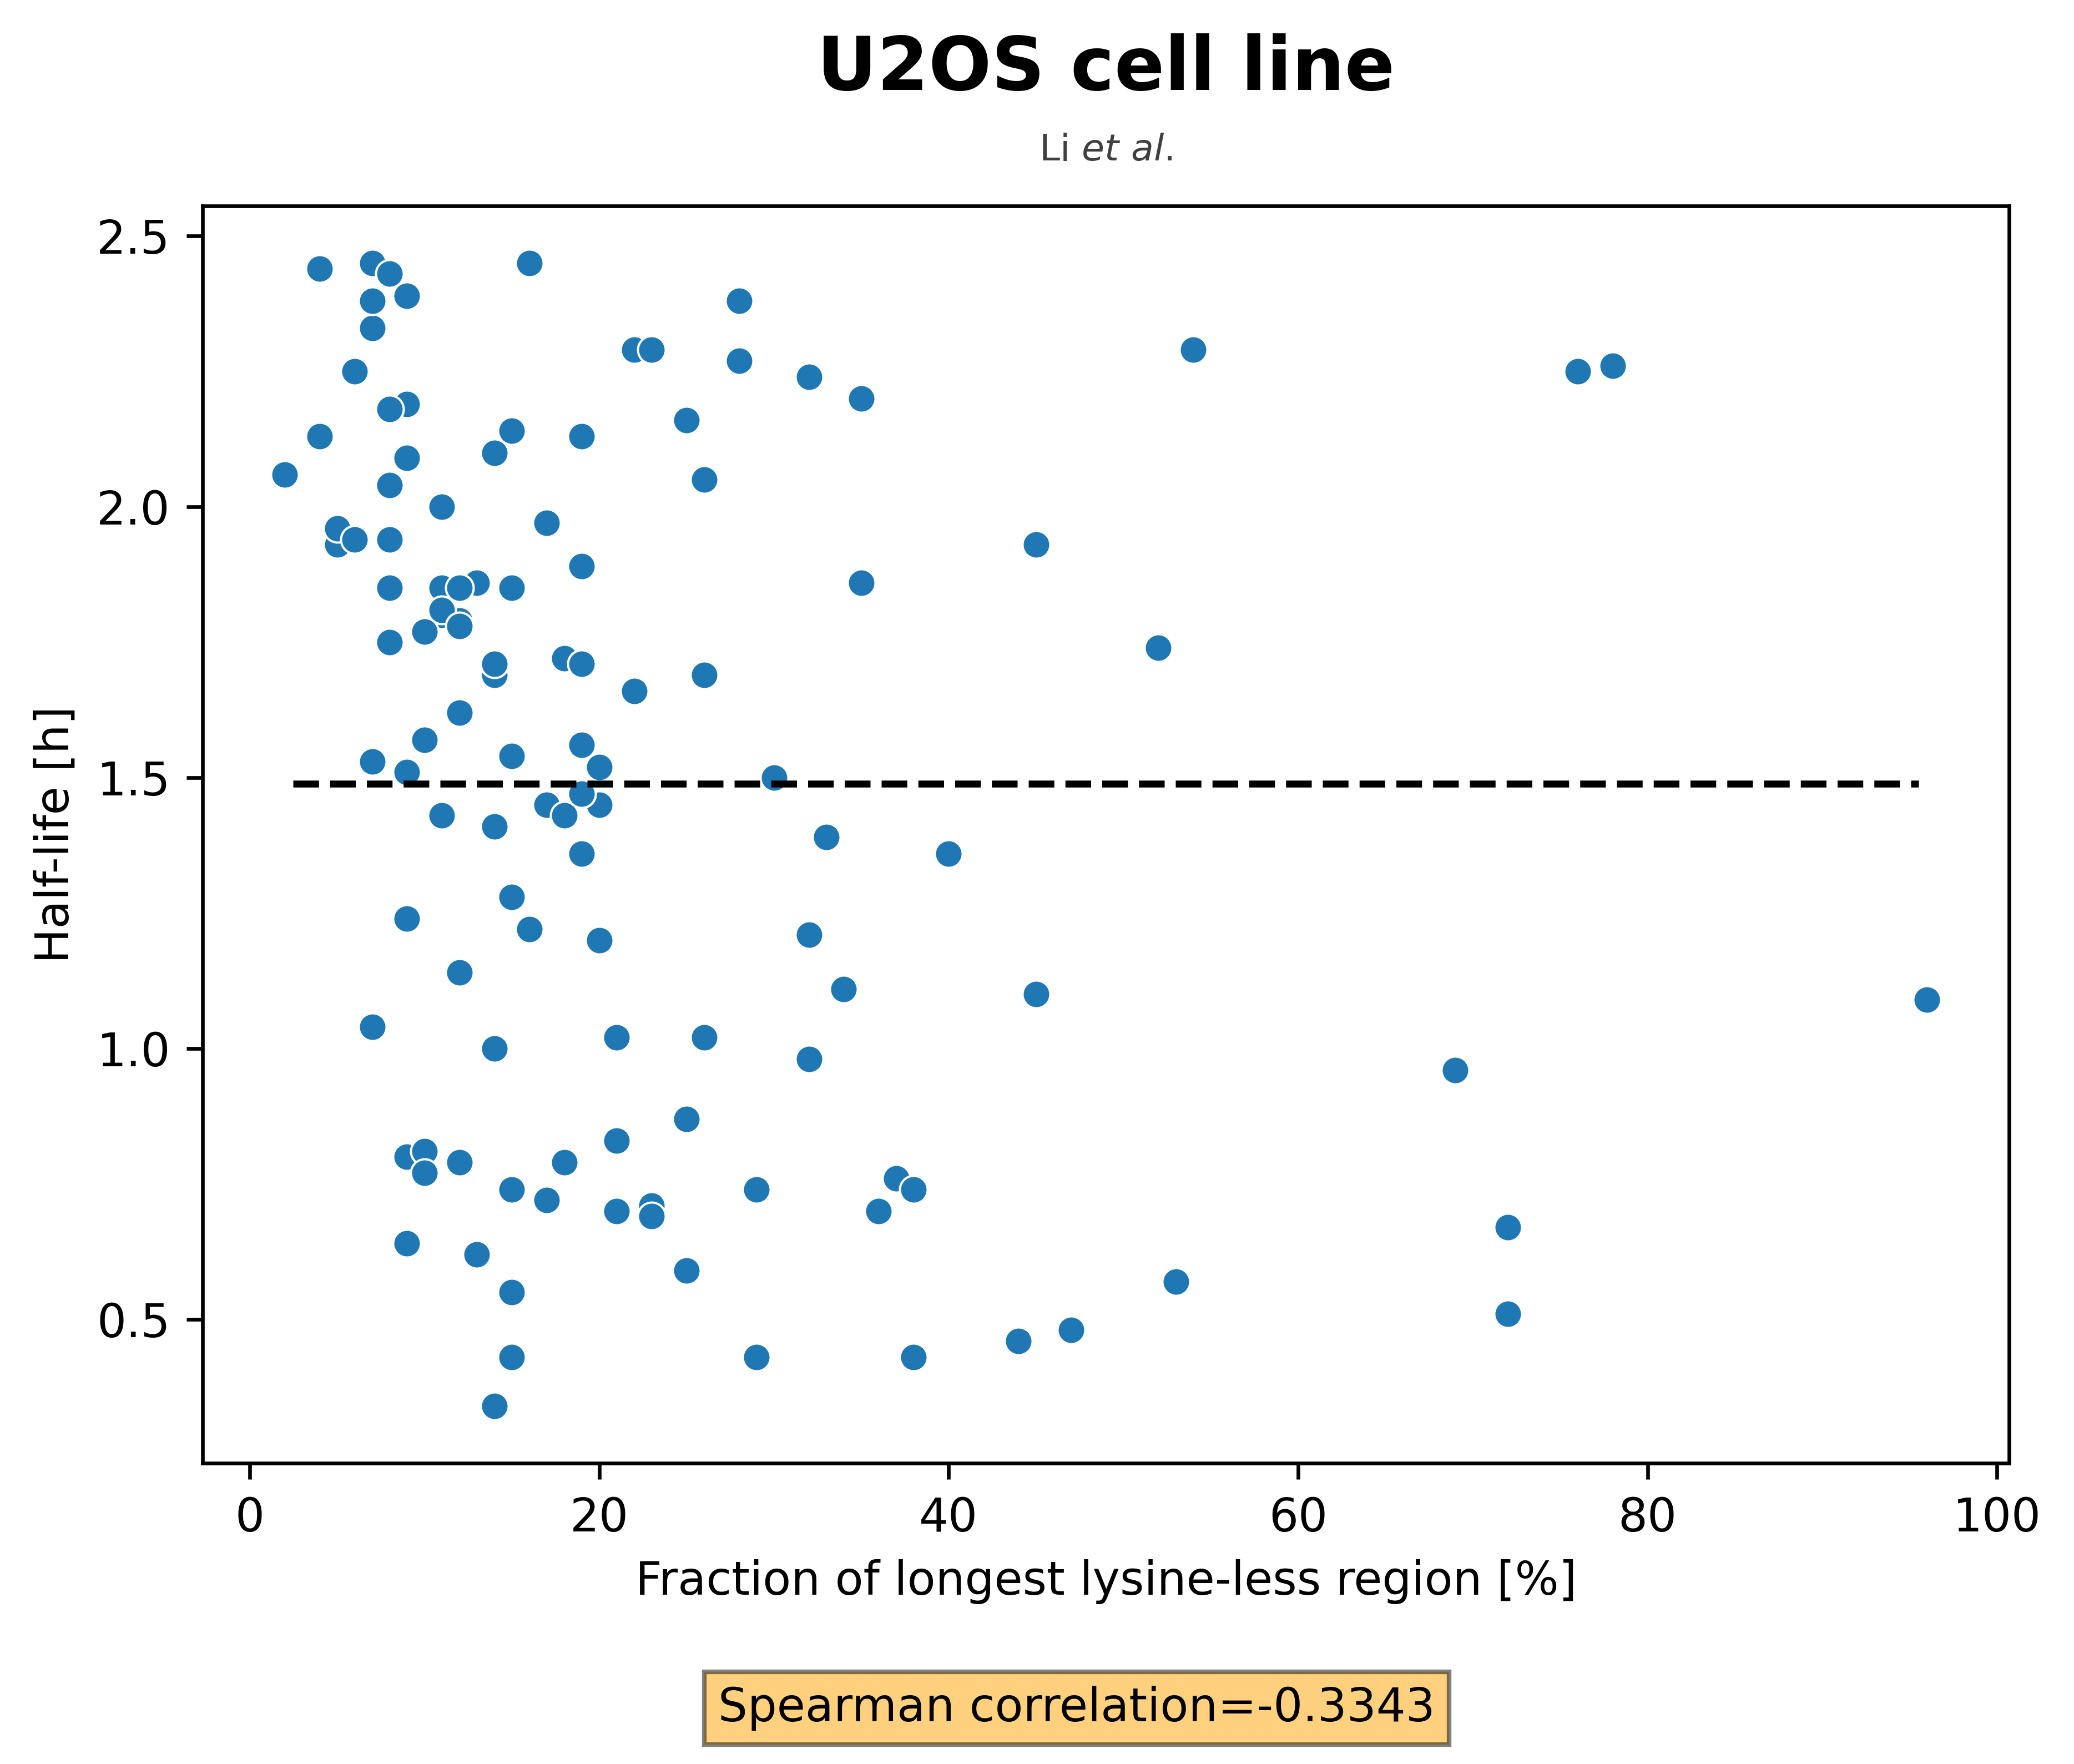 U2OS cell line
Li et al.
2.5
2.0
1.5
1.0
0.5
Half-life [h]
0 20 40 60 80 100
Fraction of longest lysine-less region [%]
Spearman correlation=-0.3343